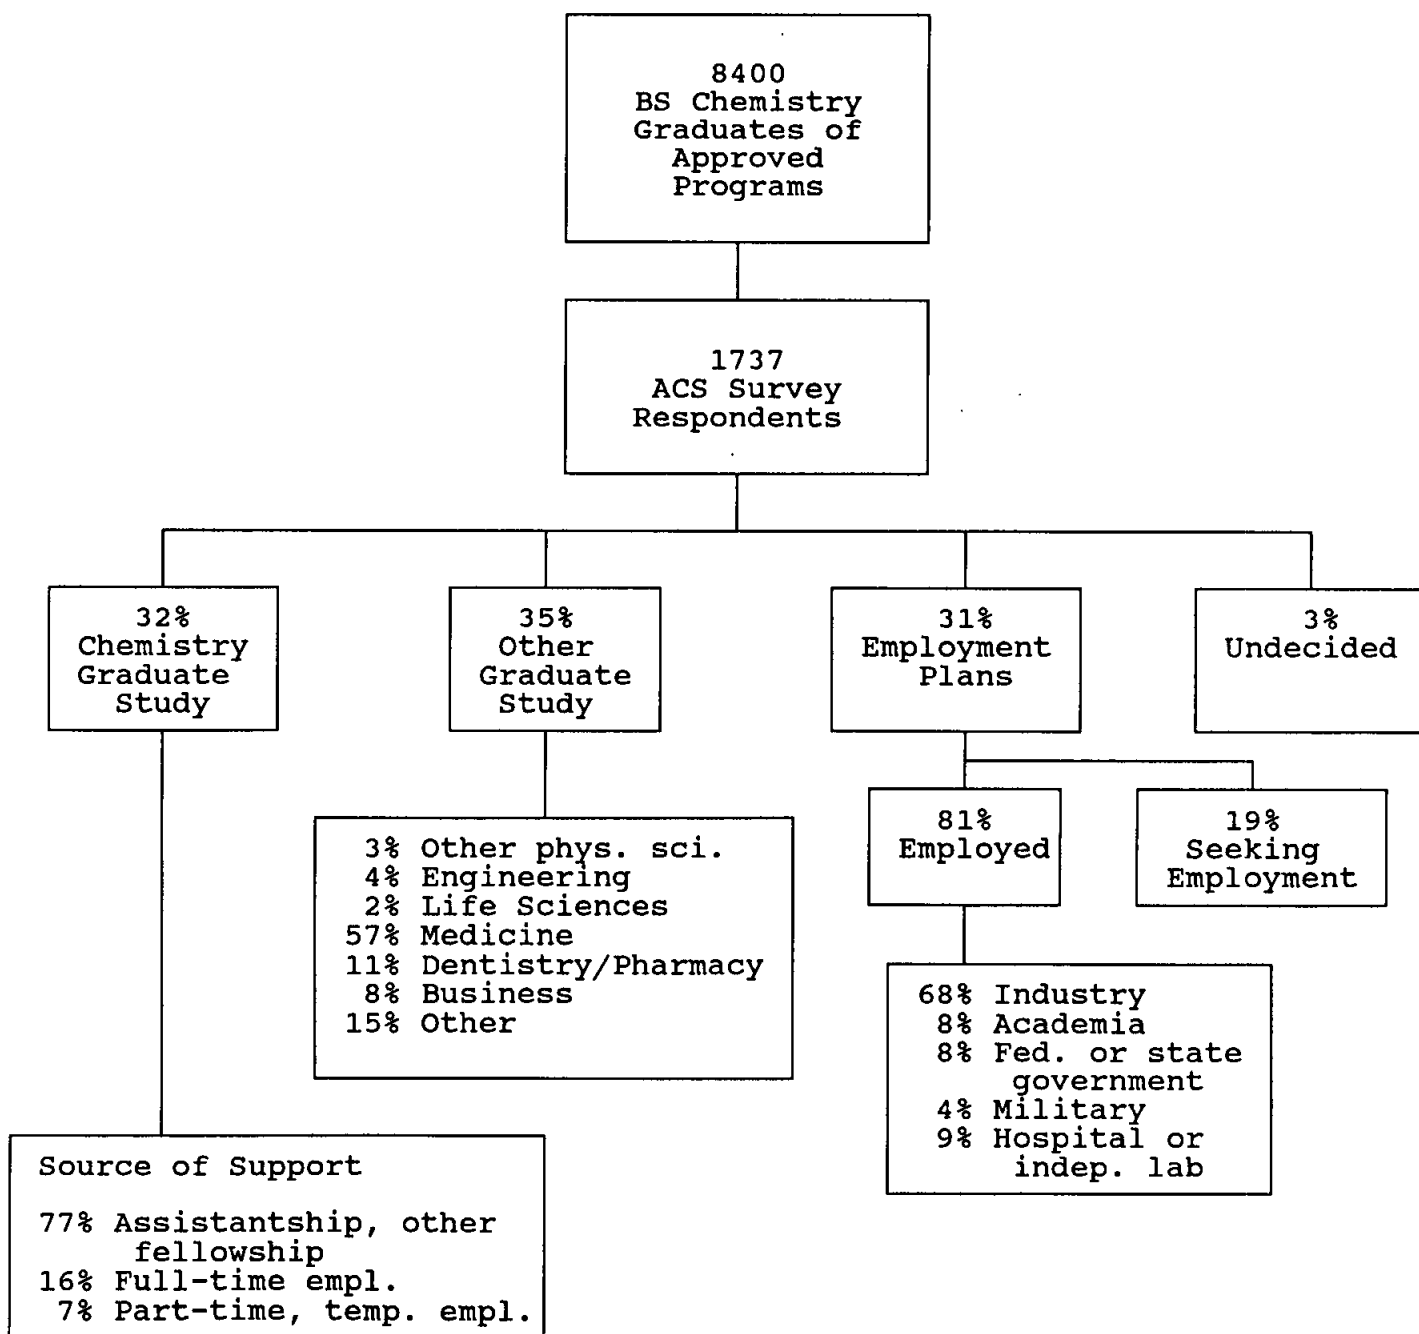 8400
BS Chemistry
Graduates of
Approved
Programs
1737
ACS Survey
Respondents
32%
Chemistry
Graduate
Study
35%
Other
Graduate
Study
31%
Employment
Plans
3%
Undecided
81%
Employed
19%
Seeking
Employment
3% Other phys. sci.
4% Engineering
2% Life Sciences
57% Medicine
11% Dentistry/Pharmacy
8% Business
15% Other
68% Industry
8% Academia
8% Fed. or state
government
4% Military
9% Hospital or
indep. lab
Source of Support
77% Assistantship, other
fellowship
16% Full-time empl.
7% Part-time, temp. empl.